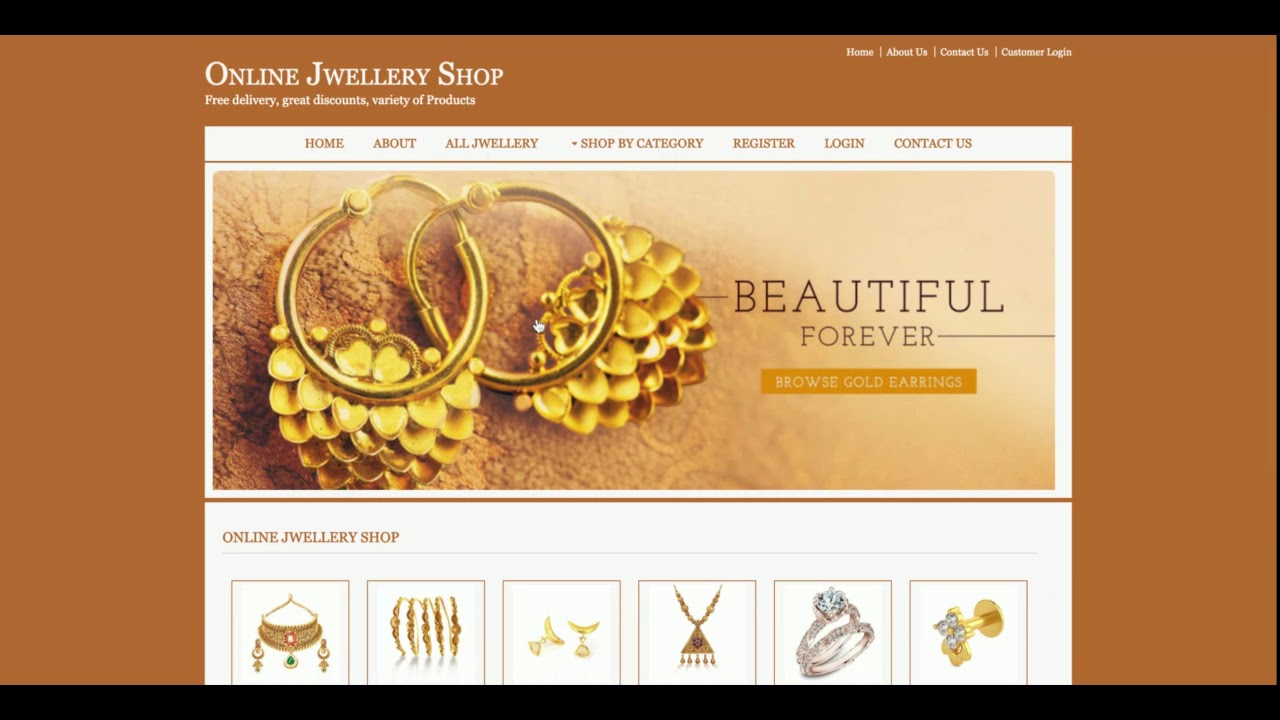 Home | About Us | Contact Us | Customer Login
Online Jwellery Shop
Free delivery, great discounts, variety of Products
HOME ABOUT ALL JWELLERY SHOP BY CATEGORY REGISTER LOGIN CONTACT US
BEAUTIFUL
FOREVER
BROWSE GOLD EARRINGS
ONLINE JWELLERY SHOP